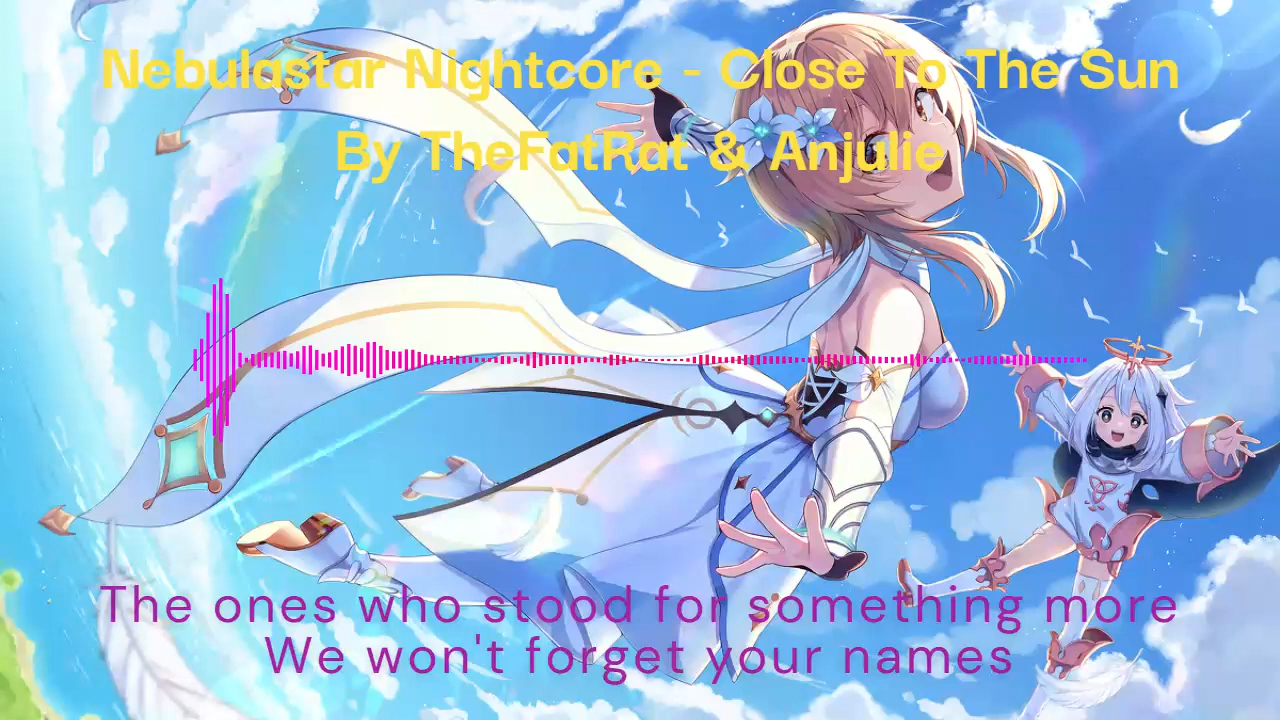 Nebulastar Nightcore - Close To The Sun
By TheFatRat & Anjulie
The ones who stood for something more
We won't forget your names